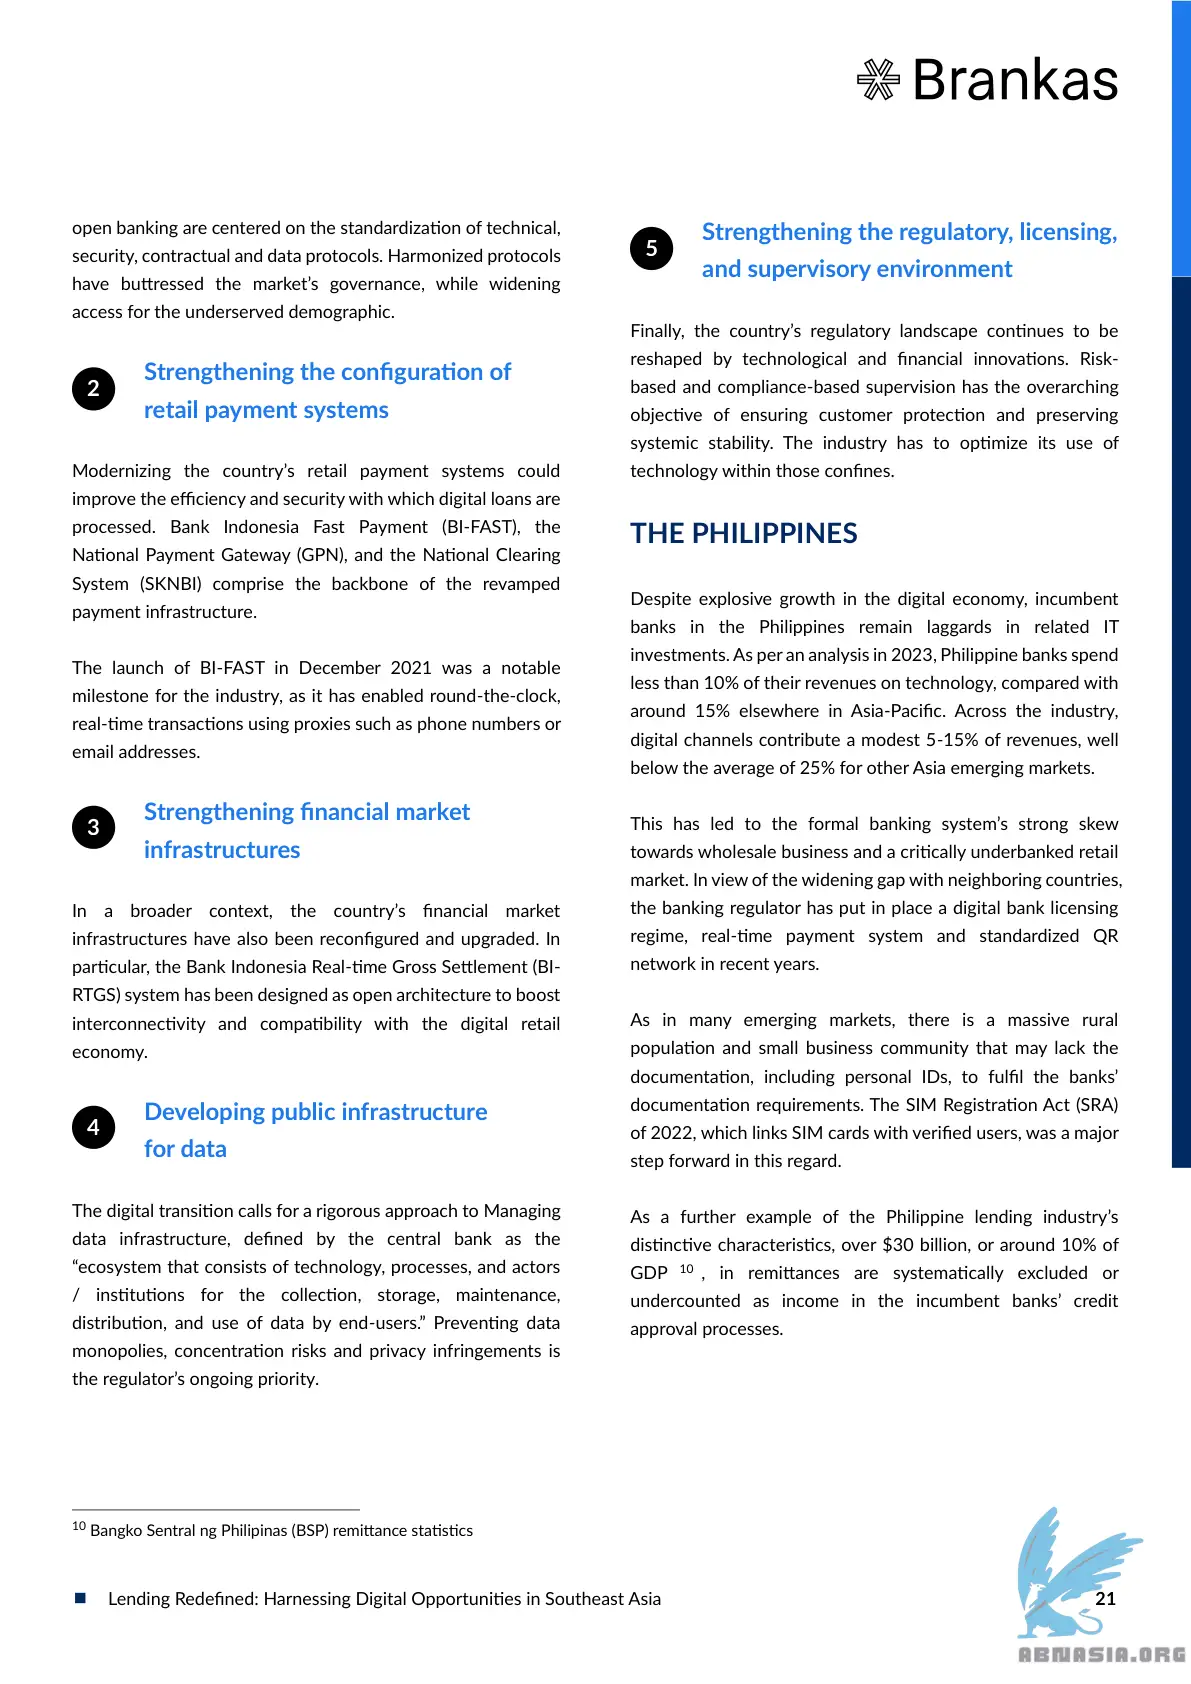 Brankas
open banking are centered on the standardization of technical,
security, contractual and data protocols. Harmonized protocols
have buttressed the market’s governance, while widening
access for the underserved demographic.
2
Strengthening the configuration of
retail payment systems
Modernizing the country’s retail payment systems could
improve the efficiency and security with which digital loans are
processed. Bank Indonesia Fast Payment (BI-FAST), the
National Payment Gateway (GPN), and the National Clearing
System (SKNBI) comprise the backbone of the revamped
payment infrastructure.
The launch of BI-FAST in December 2021 was a notable
milestone for the industry, as it has enabled round-the-clock,
real-time transactions using proxies such as phone numbers or
email addresses.
3
Strengthening financial market
infrastructures
In a broader context, the country’s financial market
infrastructures have also been reconfigured and upgraded. In
particular, the Bank Indonesia Real-time Gross Settlement (BI-
RTGS) system has been designed as open architecture to boost
interconnectivity and compatibility with the digital retail
economy.
4
Developing public infrastructure
for data
The digital transition calls for a rigorous approach to Managing
data infrastructure, defined by the central bank as the
“ecosystem that consists of technology, processes, and actors
/ institutions for the collection, storage, maintenance,
distribution, and use of data by end-users.” Preventing data
monopolies, concentration risks and privacy infringements is
the regulator’s ongoing priority.
5
Strengthening the regulatory, licensing,
and supervisory environment
Finally, the country’s regulatory landscape continues to be
reshaped by technological and financial innovations. Risk-
based and compliance-based supervision has the overarching
objective of ensuring customer protection and preserving
systemic stability. The industry has to optimize its use of
technology within those confines.
THE PHILIPPINES
Despite explosive growth in the digital economy, incumbent
banks in the Philippines remain laggards in related IT
investments. As per an analysis in 2023, Philippine banks spend
less than 10% of their revenues on technology, compared with
around 15% elsewhere in Asia-Pacific. Across the industry,
digital channels contribute a modest 5-15% of revenues, well
below the average of 25% for other Asia emerging markets.
This has led to the formal banking system’s strong skew
towards wholesale business and a critically underbanked retail
market. In view of the widening gap with neighboring countries,
the banking regulator has put in place a digital bank licensing
regime, real-time payment system and standardized QR
network in recent years.
As in many emerging markets, there is a massive rural
population and small business community that may lack the
documentation, including personal IDs, to fulfil the banks’
documentation requirements. The SIM Registration Act (SRA)
of 2022, which links SIM cards with verified users, was a major
step forward in this regard.
As a further example of the Philippine lending industry’s
distinctive characteristics, over $30 billion, or around 10% of
GDP 10 , in remittances are systematically excluded or
undercounted as income in the incumbent banks’ credit
approval processes.
10 Bangko Sentral ng Philipinas (BSP) remittance statistics
Lending Redefined: Harnessing Digital Opportunities in Southeast Asia
21
ABNASIA.ORG